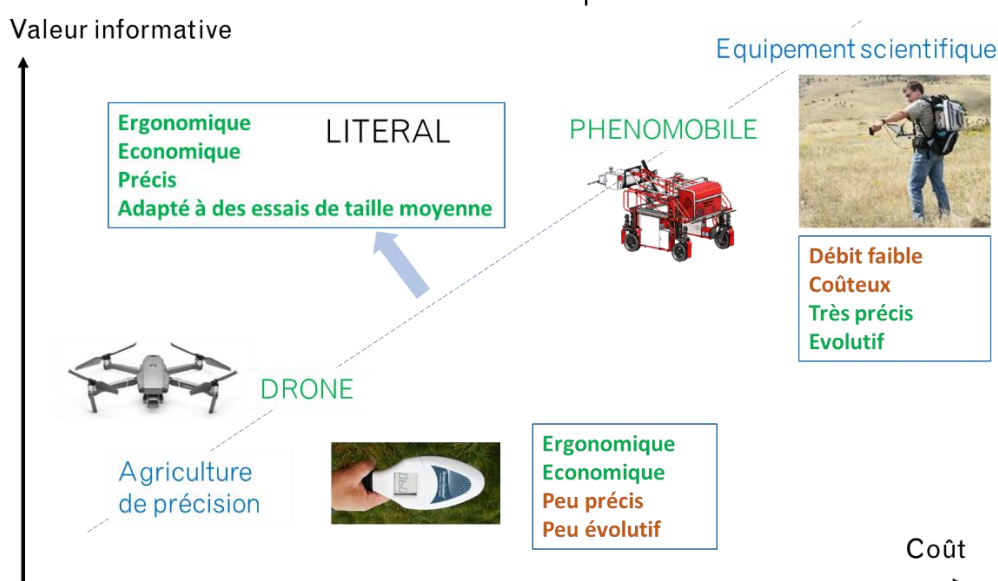 Valeur informative
Equipement scientifique
Ergonomique
Economique
Précis
Adapté à des essais de taille moyenne
LITERAL
PHENOMOBILE
Débit faible
Coûteux
Très précis
Evolutif
DRONE
Agriculture
de précision
Ergonomique
Economique
Peu précis
Peu évolutif
Coût